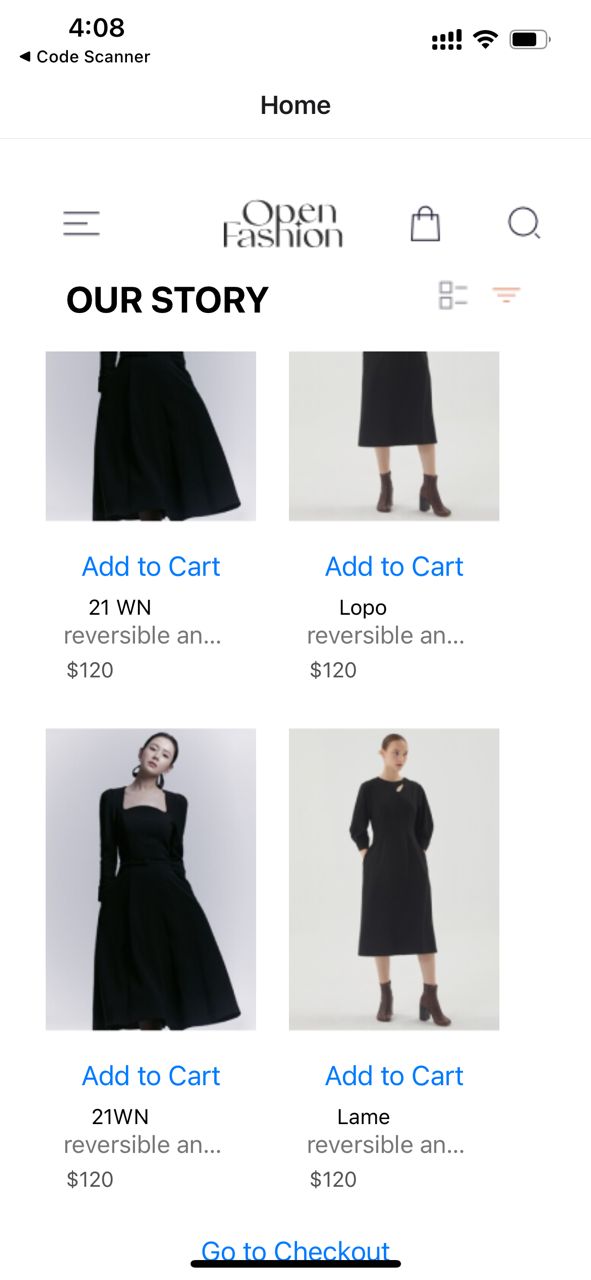 4:08
◀ Code Scanner
Home
Open
Fashion
OUR STORY
Add to Cart Add to Cart
21 WN Lopo
reversible an... reversible an...
$120 $120
Add to Cart Add to Cart
21WN Lame
reversible an... reversible an...
$120 $120
Go to Checkout